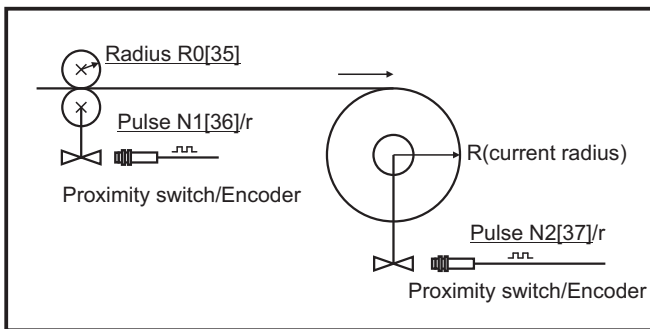 Radius R0[35]
Pulse N1[36]/r
R(current radius)
Proximity switch/Encoder
Pulse N2[37]/r
Proximity switch/Encoder